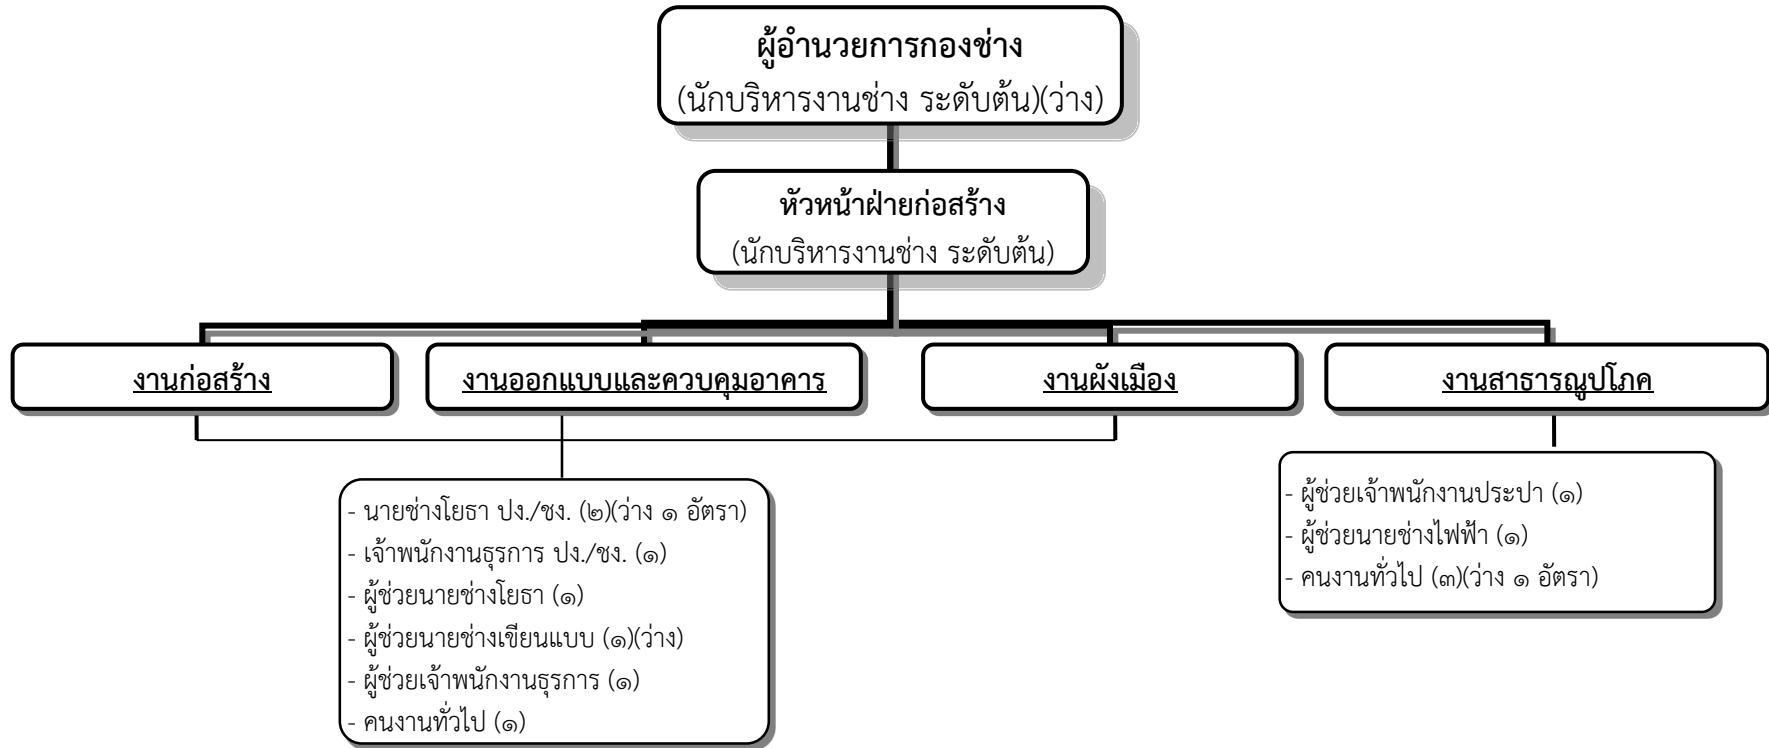 ผู้อำนวยการกองช่าง
(นักบริหารงานช่าง ระดับต้น)(ว่าง)
หัวหน้าฝ่ายก่อสร้าง
(นักบริหารงานช่าง ระดับต้น)
งานก่อสร้าง
งานออกแบบและควบคุมอาคาร
งานผังเมือง
งานสาธารณูปโภค
- นายช่างโยธา ปง./ชง. (๒)(ว่าง ๑ อัตรา)
- เจ้าพนักงานธุรการ ปง./ชง. (๑)
- ผู้ช่วยนายช่างโยธา (๑)
- ผู้ช่วยนายช่างเขียนแบบ (๑)(ว่าง)
- ผู้ช่วยเจ้าพนักงานธุรการ (๑)
- คนงานทั่วไป (๑)
- ผู้ช่วยเจ้าพนักงานประปา (๑)
- ผู้ช่วยนายช่างไฟฟ้า (๑)
- คนงานทั่วไป (๓)(ว่าง ๑ อัตรา)